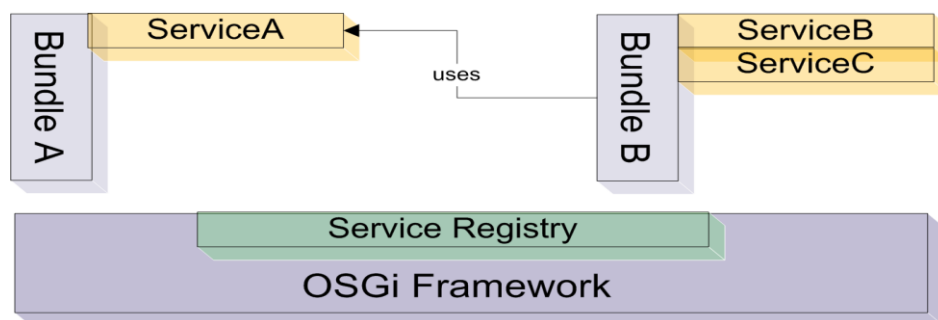 Bundle A
ServiceA
uses
Bundle B
ServiceB
ServiceC
Service Registry
OSGi Framework